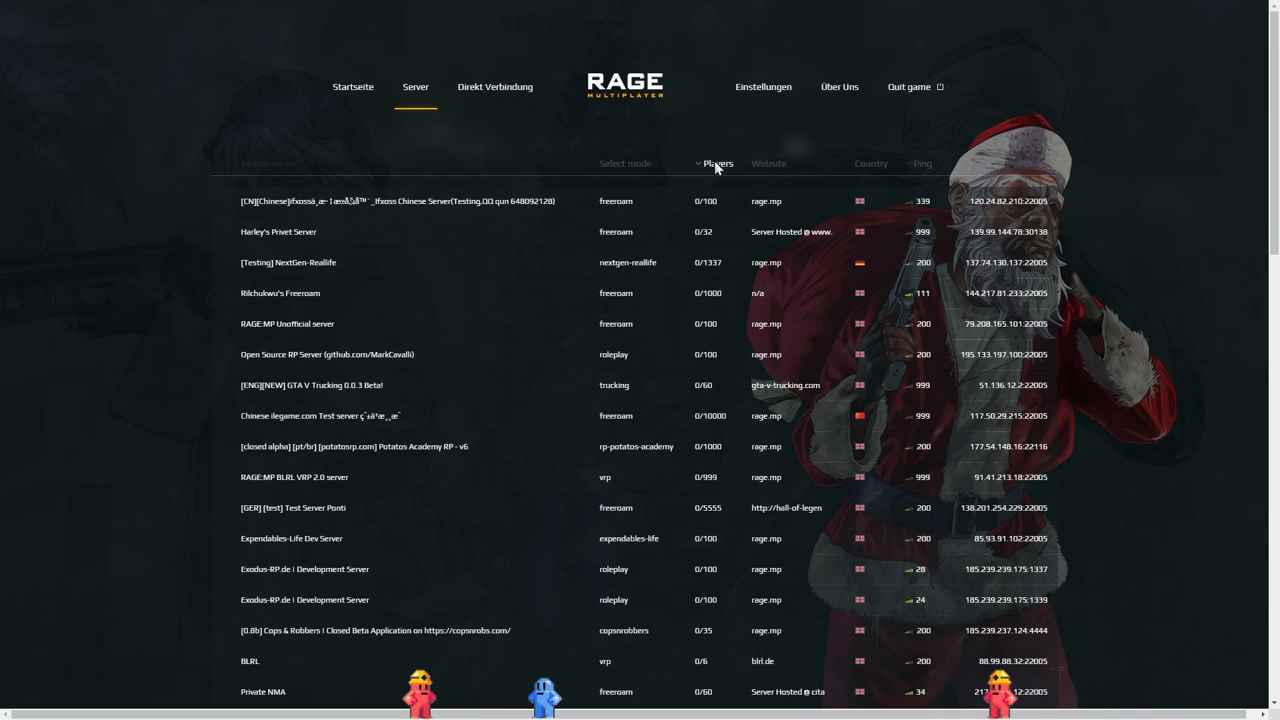 Startseite Server Direkt Verbindung RAGE MULTIPLAYER Einstellungen Über Uns Quit game
Search server Select mode Players Website Country Ping
[CN][Chinese] freeroam 0/100 rage.mp 339 120.24.82.210:22005
Harley's Privet Server freeroam 0/32 Server Hosted @ www. 999 139.99.144.78:30138
[Testing] NextGen-Reallife nextgen-reallife 0/1337 rage.mp 200 137.74.130.137:22005
Rilchukwu's Freeroam freeroam 0/1000 n/a 111 144.217.81.233:22005
RAGE:MP Unofficial server freeroam 0/100 rage.mp 200 79.208.165.101:22005
Open Source RP Server (github.com/MarkCavalli) roleplay 0/100 rage.mp 200 195.133.197.100:22005
[ENG][NEW] GTA V Trucking 0.0.3 Beta! trucking 0/60 gta-v-trucking.com 999 51.136.12.2:22005
Chinese ilegame.com Test server freeroam 0/10000 rage.mp 999 117.50.29.215:22005
[closed alpha] [pt/br] [potatosrp.com] Potatos Academy RP - v6 rp-potatos-academy 0/1000 rage.mp 200 177.54.148.16:22116
RAGE:MP BLRL VRP 2.0 server vrp 0/999 rage.mp 999 91.41.213.18:22005
[GER] [test] Test Server Ponti freeroam 0/5555 http://hall-of-legen 200 138.201.254.229:22005
Expendables-Life Dev Server expendables-life 0/100 rage.mp 200 85.93.91.102:22005
Exodus-RP.de | Development Server roleplay 0/100 rage.mp 28 185.239.239.175:1337
Exodus-RP.de | Development Server roleplay 0/100 rage.mp 24 185.239.239.175:1339
[0.8b] Cops & Robbers | Closed Beta Application on https://copsnrobs.com/ copsnrobbers 0/35 rage.mp 200 185.239.237.124:4444
BLRL vrp 0/6 blrl.de 200 88.99.88.32:22005
Private NMA freeroam 0/60 Server Hosted @ cita 34 12:22005